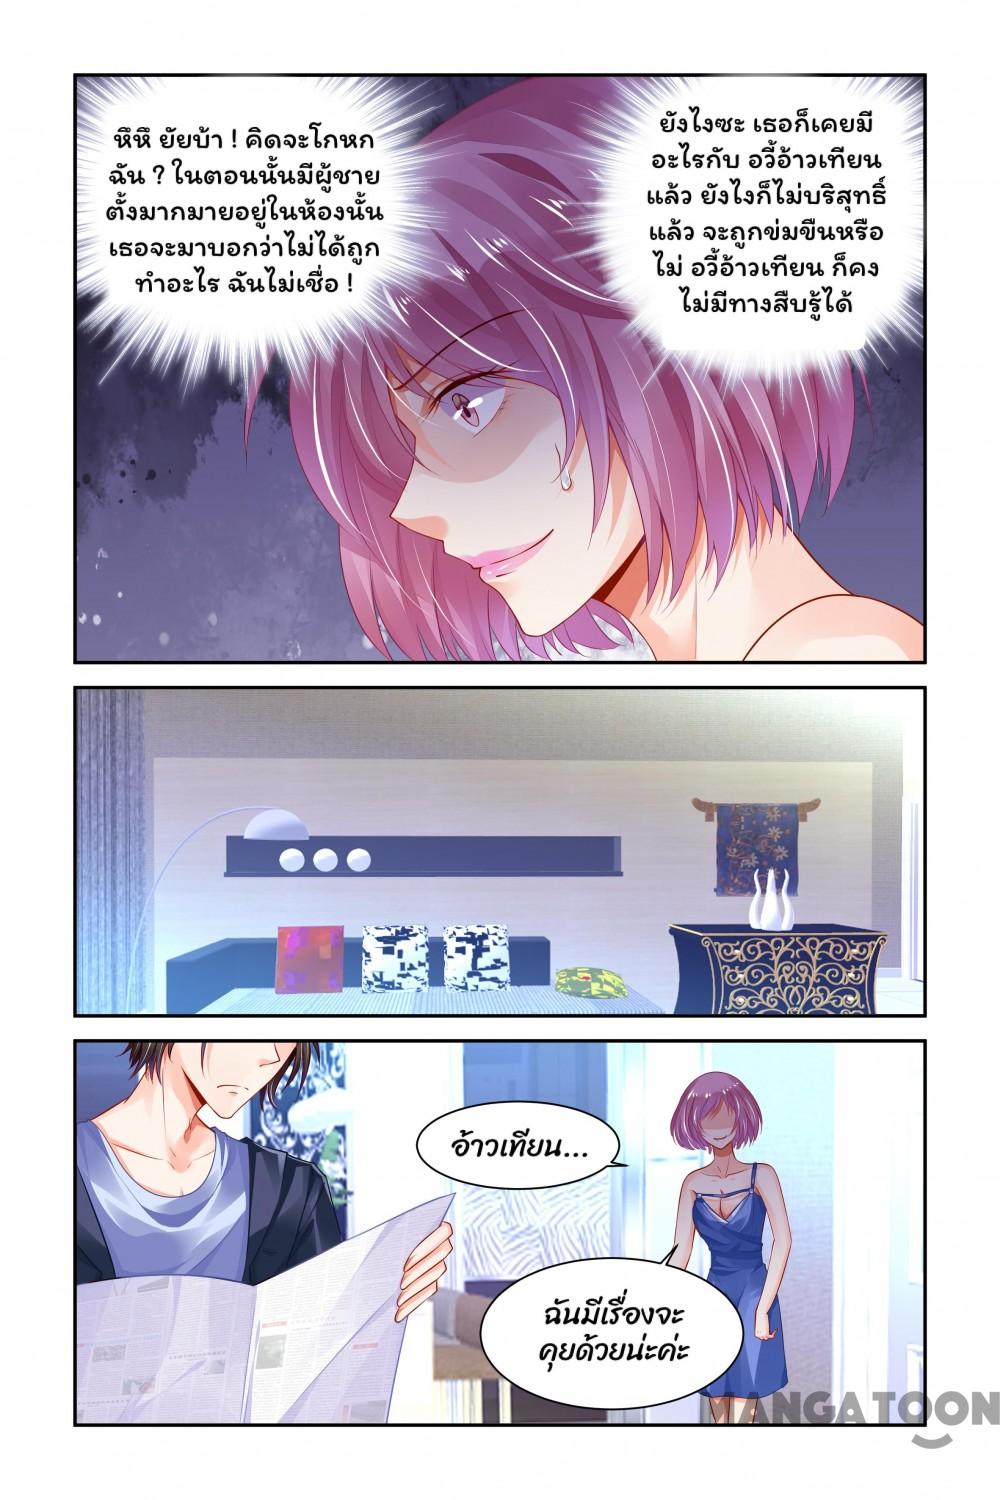 หึหึ ยัยบ้า ! คิดจะโกหก
ฉัน ? ในตอนนั้นมีผู้ชาย
ตั้งมากมายอยู่ในห้องนั้น
เธอจะมาบอกว่าไม่ได้ถูก
ทำอะไร ฉันไม่เชื่อ !
ยังไงซะ เธอก็เคยมี
อะไรกับ อวี้อ้าวเทียน
แล้ว ยังไงก็ไม่บริสุทธิ์
แล้ว จะถูกข่มขืนหรือ
ไม่ อวี้อ้าวเทียน ก็คง
ไม่มีทางสืบรู้ได้
อ้าวเทียน...
ฉันมีเรื่องจะ
คุยด้วยน่ะค่ะ
MANGATOON